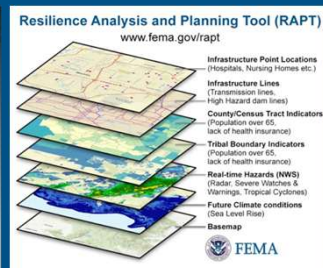 Resilience Analysis and Planning Tool (RAPT)
www.fema.gov/rapt
Infrastructure Point Locations
(Hospitals, Nursing Homes etc.)
Infrastructure Lines
(Transmission lines,
High Hazard dam lines)
County/Census Tract Indicators
(Population over 65,
lack of health insurance)
Tribal Boundary Indicators
(Population over 65,
lack of health insurance)
Real-time Hazards (NWS)
(Radar, Severe Watches &
Warnings, Tropical Cyclones)
Future Climate conditions
(Sea Level Rise)
Basemap
FEMA